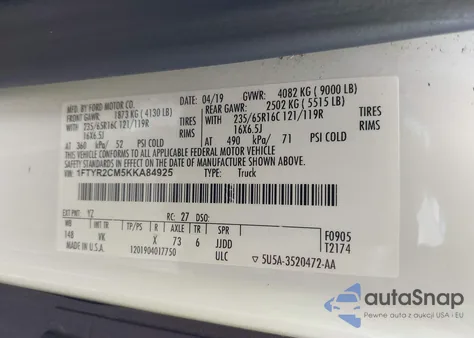 MFD. BY FORD MOTOR CO.
FRONT GAWR: 1873 KG ( 4130 LB)
WITH 235/65R16C 121/119R TIRES
16X6.5J RIMS
AT 360 kPa/ 52 PSI COLD
04/19 GVWR: 4082 KG ( 9000 LB)
REAR GAWR: 2502 KG ( 5515 LB)
WITH 235/65R16C 121/119R TIRES
16X6.5J RIMS
AT 490 kPa/ 71 PSI COLD
THIS VEHICLE CONFORMS TO ALL APPLICABLE FEDERAL MOTOR VEHICLE
SAFETY STANDARDS IN EFFECT ON THE DATE OF MANUFACTURE SHOWN ABOVE.
VIN: 1FTYR2CM5KKA84925
TYPE: Truck
EXT PNT: YZ RC: 27 DSO:
WB INT TR TP/PS R AXLE TR SPR
148 VK X 73 6 JJDD
F0905
T2174
MADE IN U.S.A. 1201904017750 ULC ▽ 5U5A-3520472-AA
autoSnap
Pewne auta z USA i EU